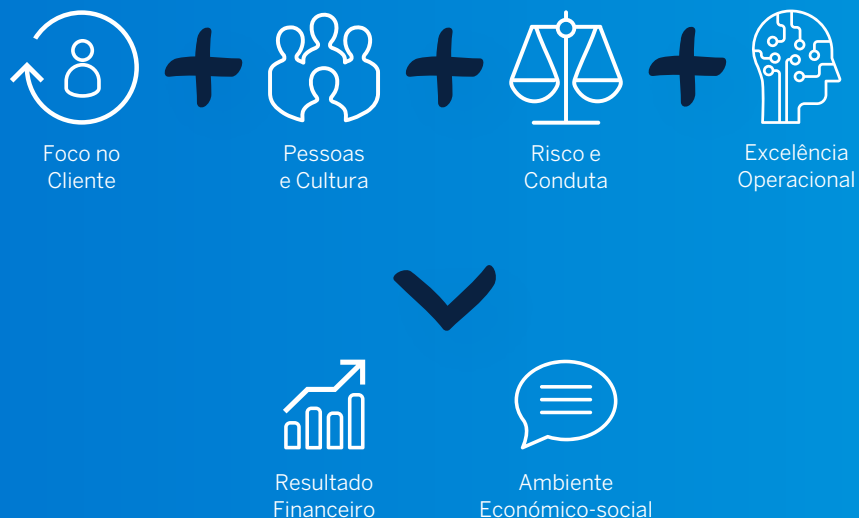 Foco no
Cliente
Pessoas
e Cultura
Risco e
Conduta
Excelência
Operacional
Resultado
Financeiro
Ambiente
Económico-social